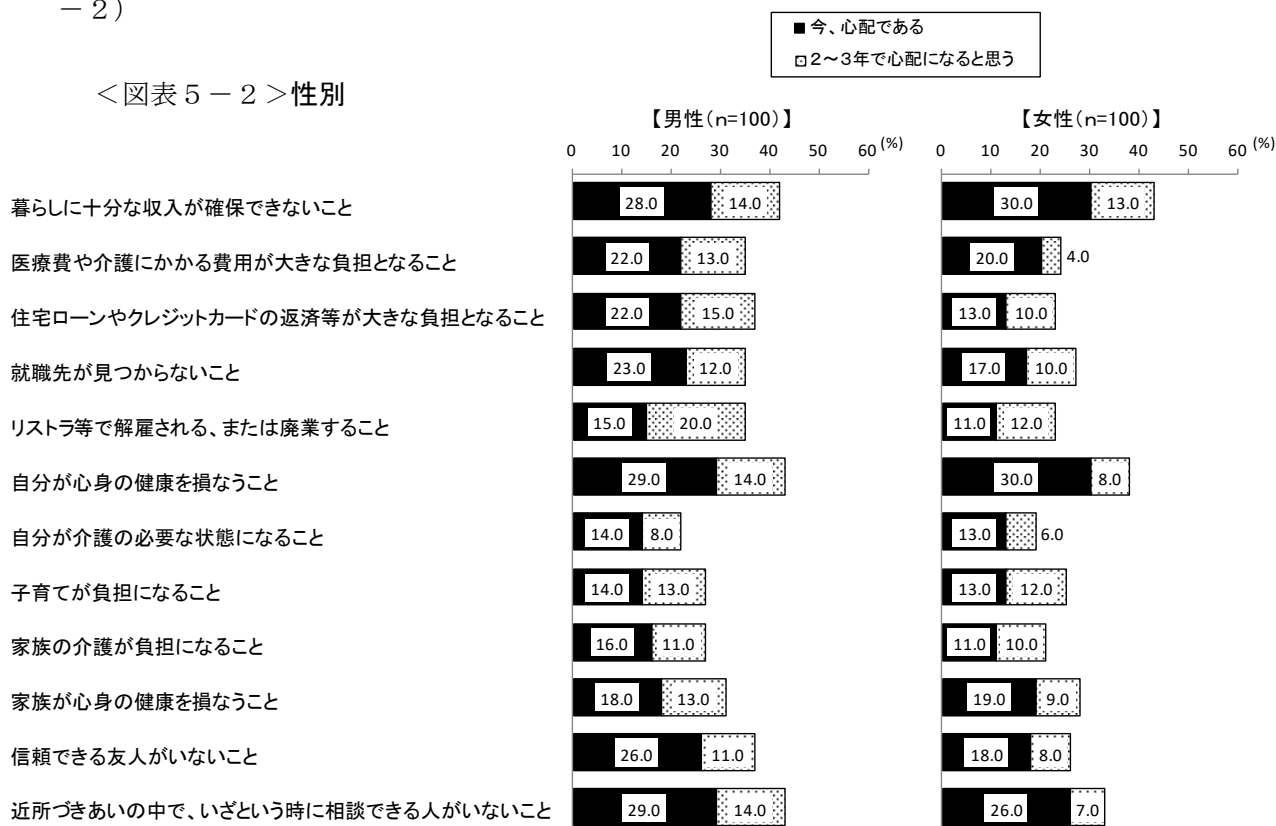 －２）
■今、心配である
２～３年で心配になると思う
＜図表５－２＞性別
【男性（n=100）】
【女性（n=100）】
0 10 20 30 40 50 60 (%)
0 10 20 30 40 50 60 (%)
暮らしに十分な収入が確保できないこと 28.0 14.0 30.0 13.0
医療費や介護にかかる費用が大きな負担となること 22.0 13.0 20.0 4.0
住宅ローンやクレジットカードの返済等が大きな負担となること 22.0 15.0 13.0 10.0
就職先が見つからないこと 23.0 12.0 17.0 10.0
リストラ等で解雇される、または廃業すること 15.0 20.0 11.0 12.0
自分が心身の健康を損なうこと 29.0 14.0 30.0 8.0
自分が介護の必要な状態になること 14.0 8.0 13.0 6.0
子育てが負担になること 14.0 13.0 13.0 12.0
家族の介護が負担になること 16.0 11.0 11.0 10.0
家族が心身の健康を損なうこと 18.0 13.0 19.0 9.0
信頼できる友人がいないこと 26.0 11.0 18.0 8.0
近所づきあいの中で、いざという時に相談できる人がいないこと 29.0 14.0 26.0 7.0